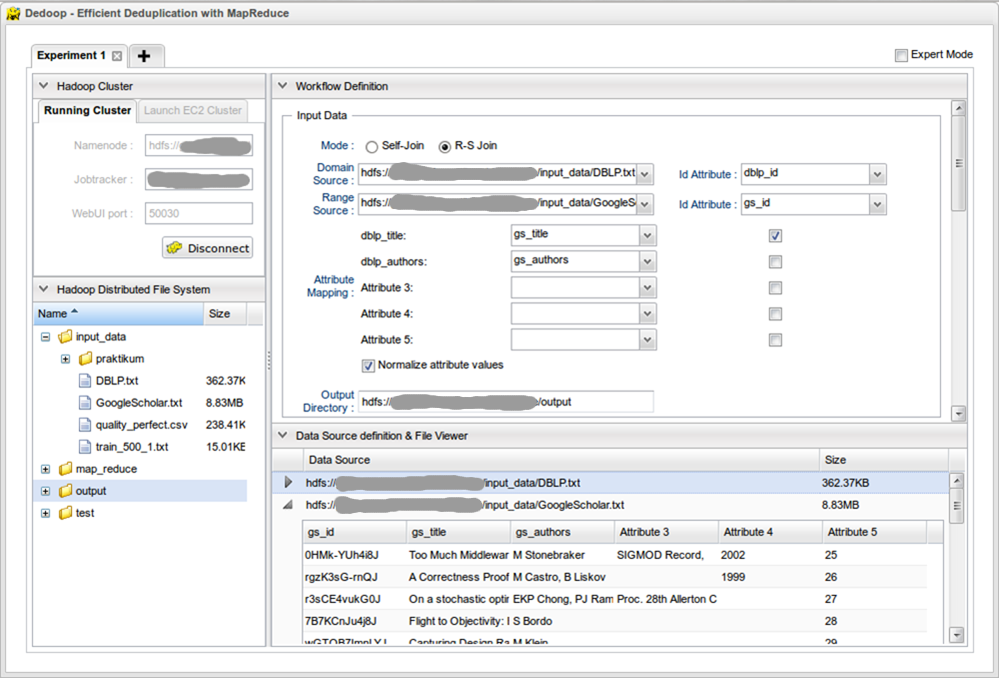 Dedoop - Efficient Deduplication with MapReduce
Experiment 1
Expert Mode
Hadoop Cluster
Running Cluster Launch EC2 Cluster
Namenode : hdfs://
Jobtracker :
WebUI port : 50030
Disconnect
Hadoop Distributed File System
Name Size
input_data
praktikum
DBLP.txt 362.37K
GoogleScholar.txt 8.83MB
quality_perfect.csv 238.41K
train_500_1.txt 15.01KE
map_reduce
output
test
Workflow Definition
Input Data
Mode : Self-Join R-S Join
Domain Source : hdfs:// /input_data/DBLP.txt Id Attribute : dblp_id
Range Source : hdfs:// /input_data/GoogleS Id Attribute : gs_id
Attribute Mapping :
dblp_title: gs_title
dblp_authors: gs_authors
Attribute 3:
Attribute 4:
Attribute 5:
Normalize attribute values
Output Directory : hdfs:// /output
Data Source definition & File Viewer
Data Source Size
hdfs:// /input_data/DBLP.txt 362.37KB
hdfs:// /input_data/GoogleScholar.txt 8.83MB
gs_id gs_title gs_authors Attribute 3 Attribute 4 Attribute 5
0HMk-YUh4i8J Too Much Middlewar M Stonebraker SIGMOD Record, 2002 25
rgzK3sG-rnQJ A Correctness Proof M Castro, B Liskov 1999 26
r3sCE4vukG0J On a stochastic optir EKP Chong, PJ Ram Proc. 28th Allerton C 27
7B7KCnJu4j8J Flight to Objectivity: I S Bordo 28
Capturing Design Ra M Klein 29